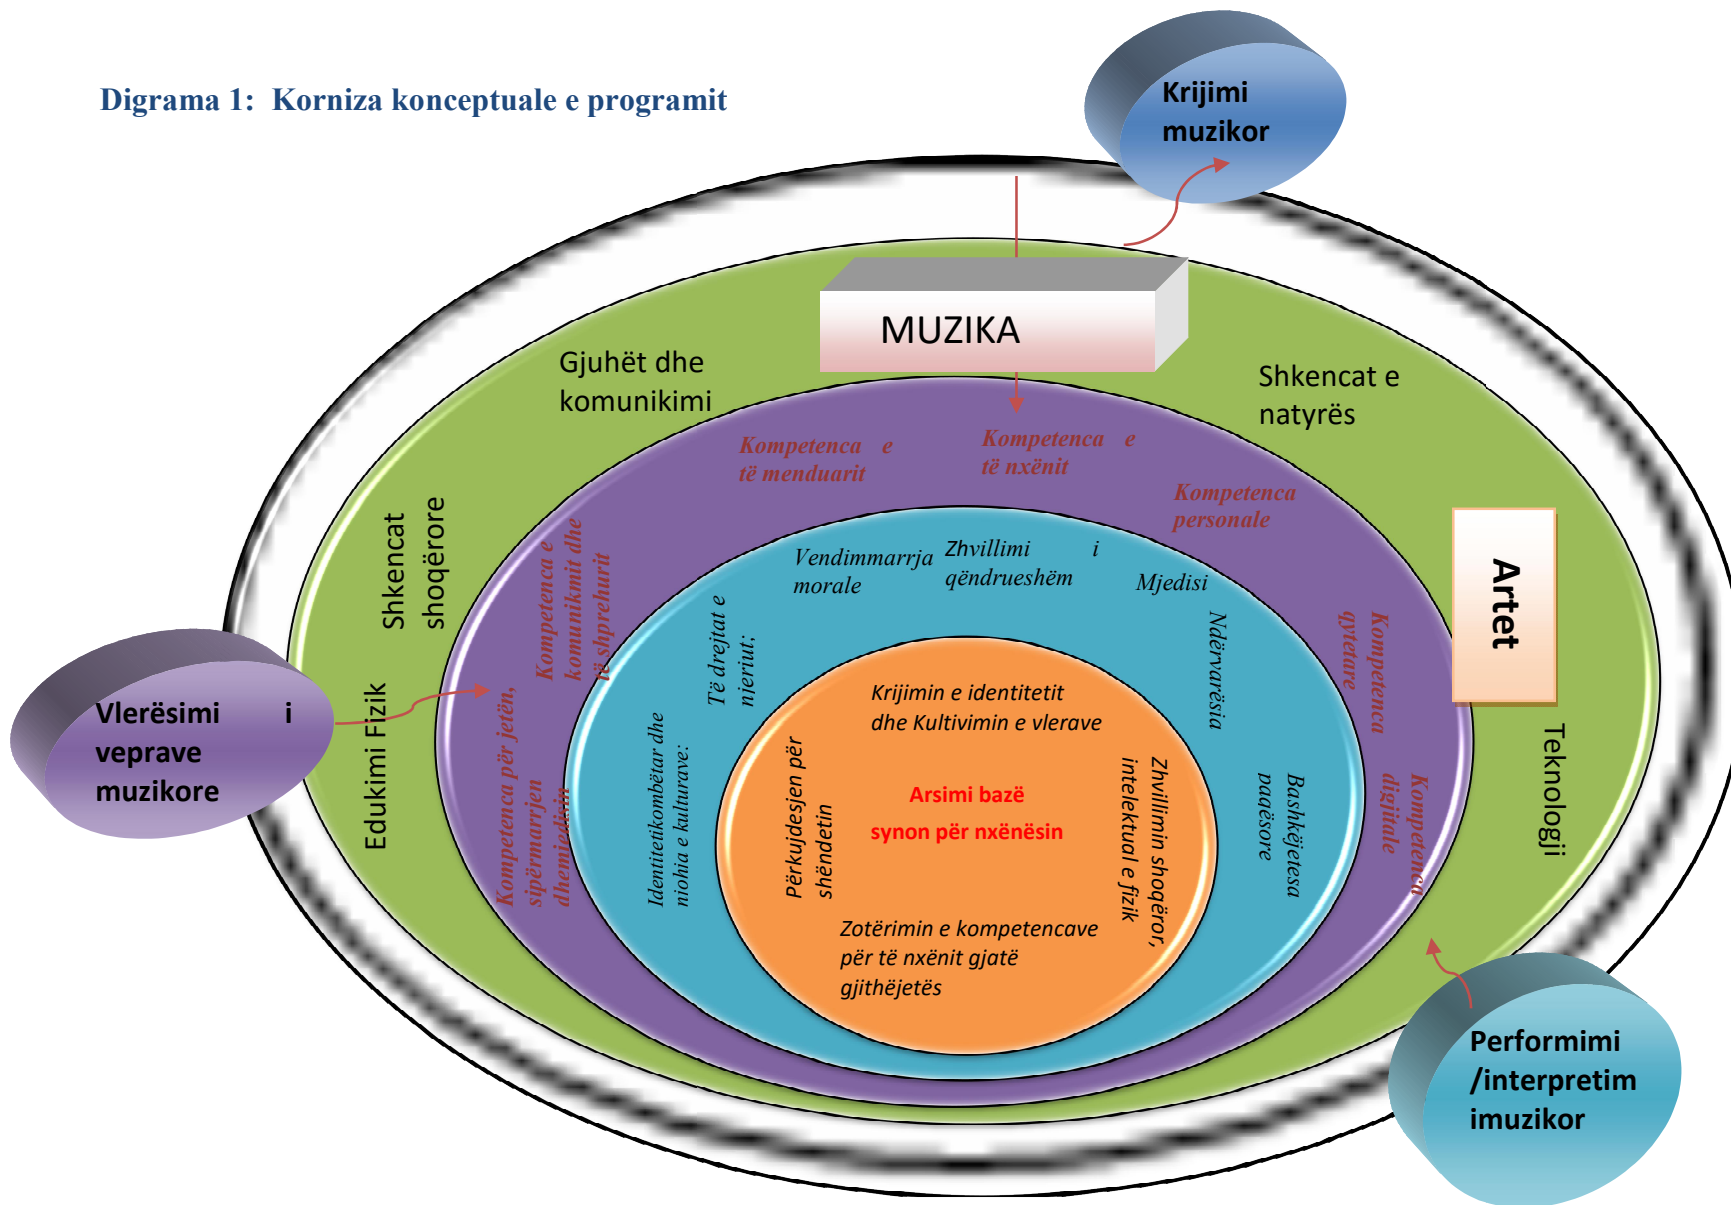 Digrama 1: Korniza konceptuale e programit
Krijimi
muzikor
MUZIKA
Gjuhët dhe
komunikimi
Shkencat e
natyrës
Shkencat
shoqërore
Edukimi Fizik
Artet
Teknologji
Kompetenca e
të menduarit
Kompetenca e
të nxënit
Kompetenca
personale
Kompetenca e
komunikmit dhe
të shprehurit
Kompetenca për jetën,
sipërmarrjen
dhemjedisin
Kompetenca
qytetare
Kompetenca
digjitale
Vendimmarrja
morale
Zhvillimi i
qëndrueshëm
Mjedisi
Të drejtat e
njeriut;
Ndërvarësia
Identitetikombëtar dhe
njohja e kulturave:
Bashkëjetesa
paqësore
Krijimin e identitetit
dhe Kultivimin e vlerave
Përkujdesjen për
shëndetin
Arsimi bazë
synon për nxënësin
Zhvillimin shoqëror,
intelektual e fizik
Zotërimin e kompetencave
për të nxënit gjatë
gjithëjetës
Vlerësimi i
veprave
muzikore
Performimi
/interpretim
imuzikor